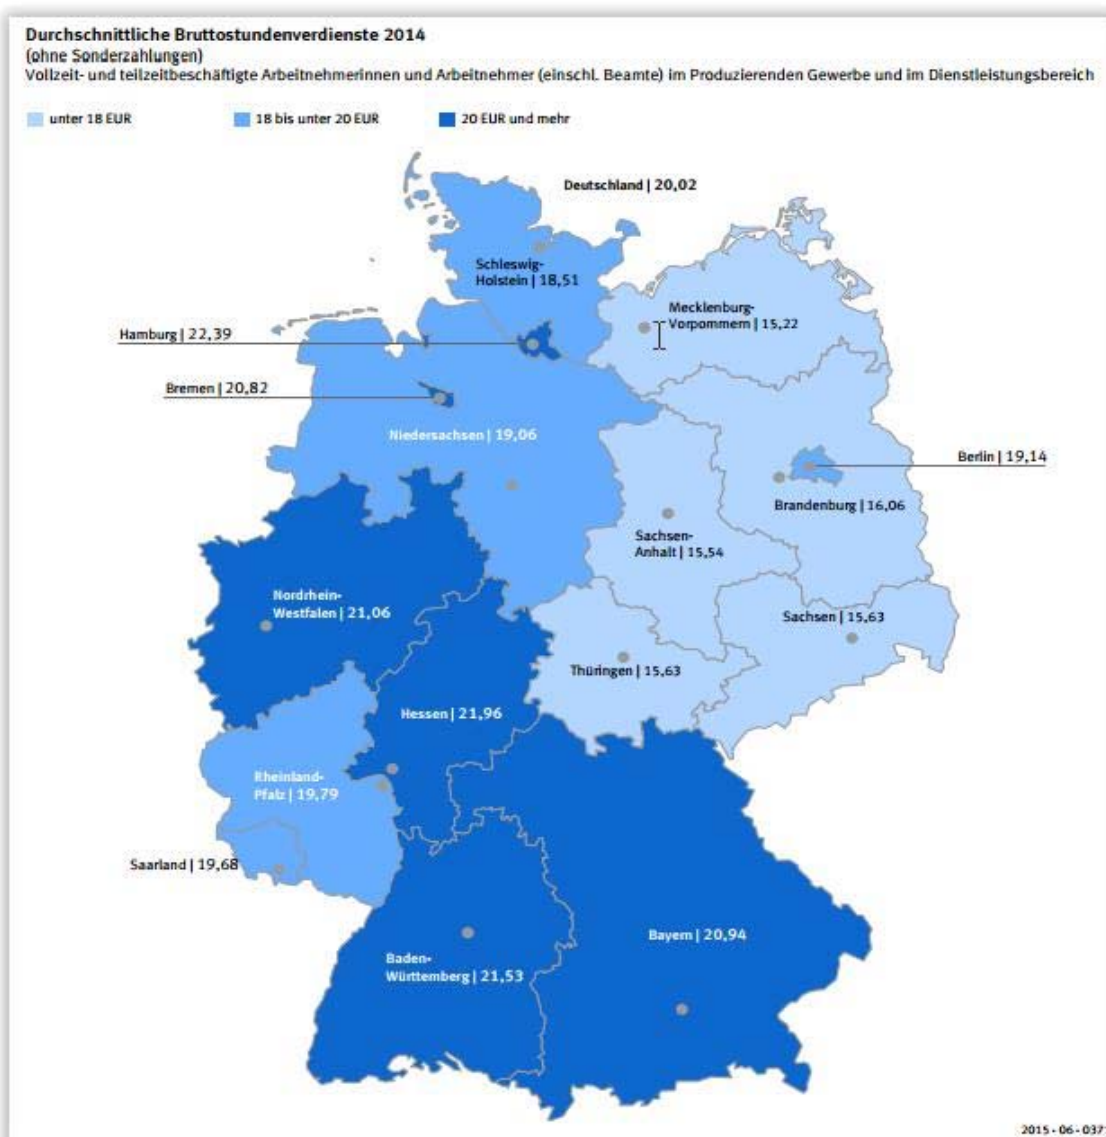 Durchschnittliche Bruttostundenverdienste 2014
(ohne Sonderzahlungen)
Vollzeit- und teilzeitbeschäftigte Arbeitnehmerinnen und Arbeitnehmer (einschl. Beamte) im Produzierenden Gewerbe und im Dienstleistungsbereich
unter 18 EUR
18 bis unter 20 EUR
20 EUR und mehr
Deutschland | 20,02
Schleswig-
Holstein | 18,51
Mecklenburg-
Vorpommern | 15,22
Hamburg | 22,39
Bremen | 20,82
Niedersachsen | 19,06
Berlin | 19,14
Brandenburg | 16,06
Sachsen-
Anhalt | 15,54
Nordrhein-
Westfalen | 21,06
Sachsen | 15,63
Thüringen | 15,63
Hessen | 21,96
Rheinland-
Pfalz | 19,79
Saarland | 19,68
Bayern | 20,94
Baden-
Württemberg | 21,53
2015 - 06 - 037